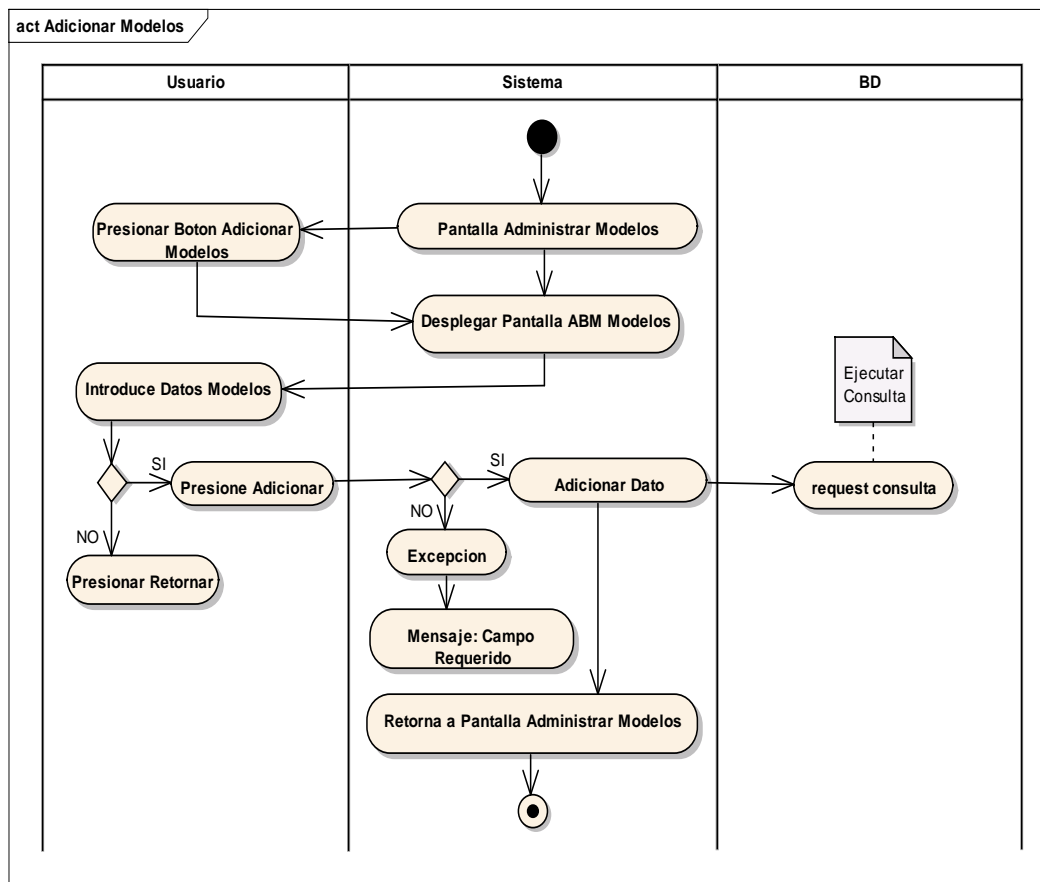 act Adicionar Modelos
Usuario
Sistema
BD
Presionar Boton Adicionar
Modelos
Pantalla Administrar Modelos
Desplegar Pantalla ABM Modelos
Introduce Datos Modelos
Ejecutar
Consulta
SI
Presione Adicionar
SI
Adicionar Dato
request consulta
NO
Presionar Retornar
NO
Excepcion
Mensaje: Campo
Requerido
Retorna a Pantalla Administrar Modelos